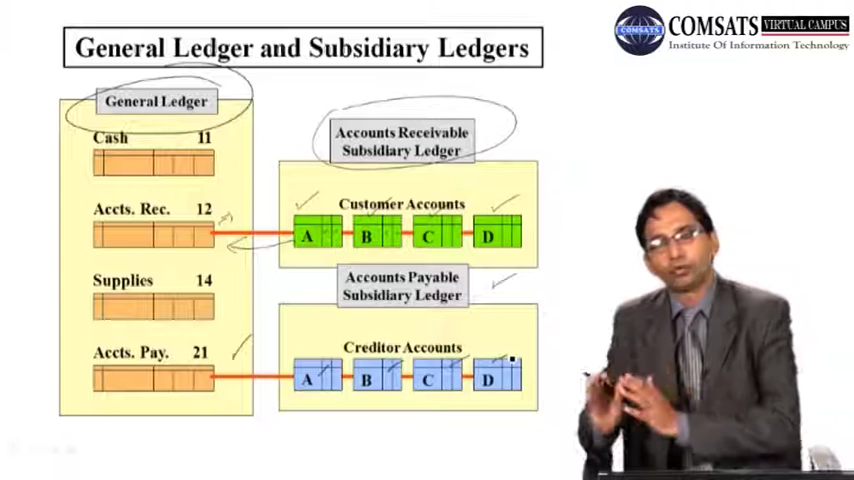 General Ledger and Subsidiary Ledgers
COMSATS
COMSATS VIRTUAL CAMPUS
Institute Of Information Technology
General Ledger
Cash 11
Accts. Rec. 12
Supplies 14
Accts. Pay. 21
Accounts Receivable
Subsidiary Ledger
Customer Accounts
A B C D
Accounts Payable
Subsidiary Ledger
Creditor Accounts
A B C D